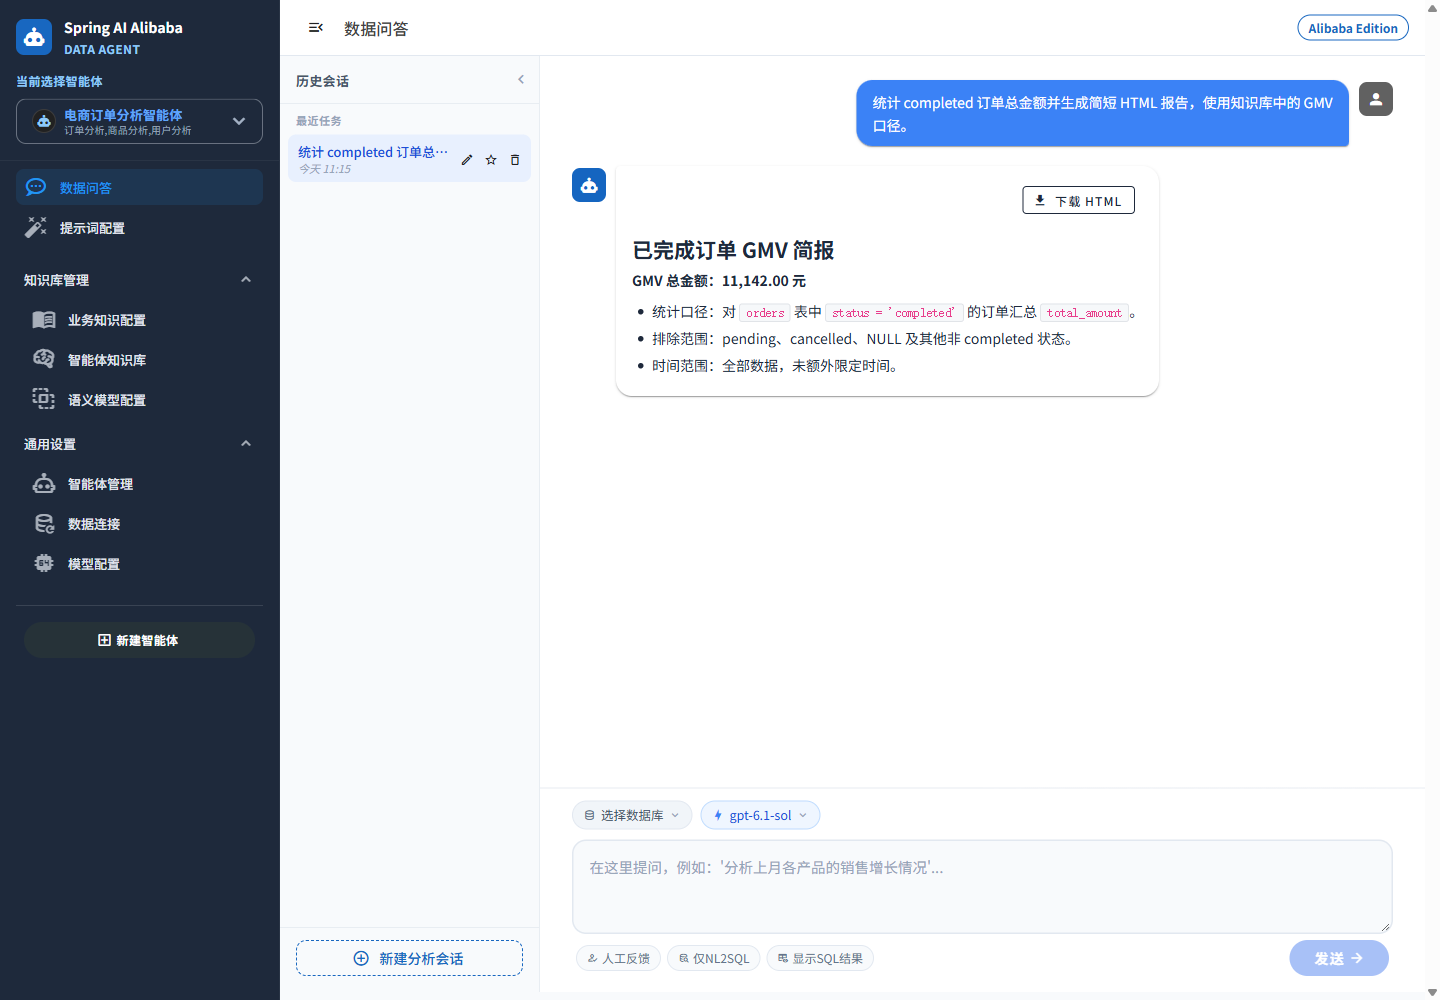 Spring AI Alibaba
DATA AGENT
当前选择智能体
电商订单分析智能体
订单分析,商品分析,用户分析
数据问答
提示词配置
知识库管理
业务知识配置
智能体知识库
语义模型配置
通用设置
智能体管理
数据连接
模型配置
新建智能体
数据问答
Alibaba Edition
历史会话
最近任务
统计 completed 订单总…
今天 11:15
新建分析会话
统计 completed 订单总金额并生成简短 HTML 报告，使用知识库中的 GMV
口径。
下载 HTML
已完成订单 GMV 简报
GMV 总金额：11,142.00 元
统计口径：对 orders 表中 status = 'completed' 的订单汇总 total_amount。
排除范围：pending、cancelled、NULL 及其他非 completed 状态。
时间范围：全部数据，未额外限定时间。
选择数据库
gpt-6.1-sol
在这里提问，例如：'分析上月各产品的销售增长情况'...
人工反馈
仅NL2SQL
显示SQL结果
发送